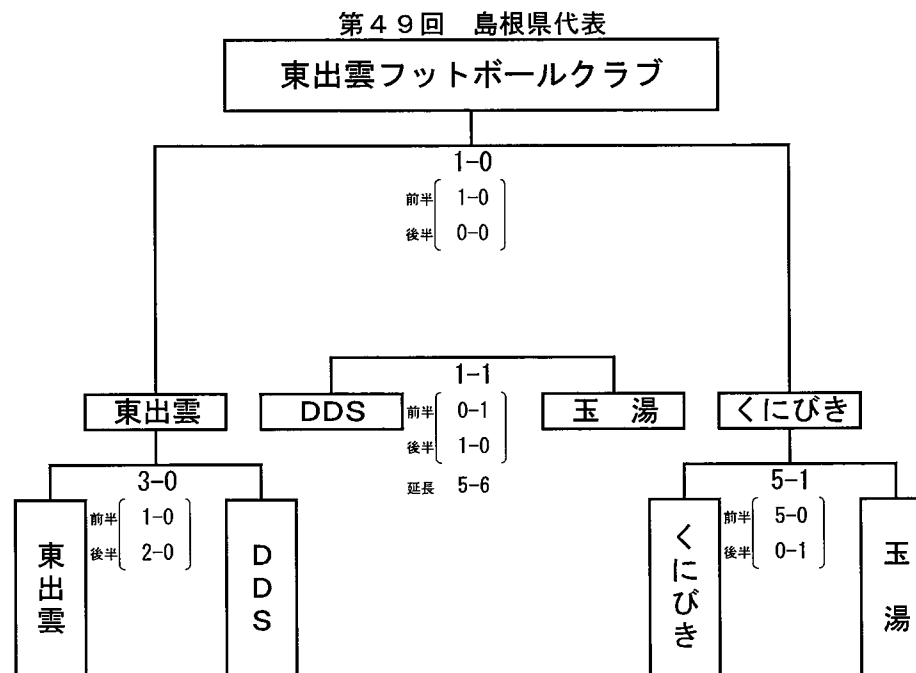 第４９回　島根県代表
東出雲フットボールクラブ
1-0
前半 1-0
後半 0-0
東出雲
DDS
1-1
前半 0-1
後半 1-0
延長 5-6
玉　湯
くにびき
3-0
前半 1-0
後半 2-0
東出雲
DDS
5-1
前半 5-0
後半 0-1
くにびき
玉　湯